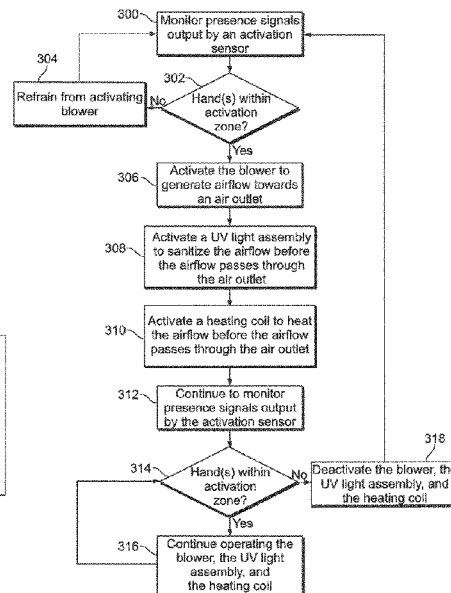 300
Monitor presence signals
output by an activation
sensor
304
Refrain from activating
blower
302
No
Hand(s) within
activation
zone?
Yes
306
Activate the blower to
generate airflow towards
an air outlet
308
Activate a UV light assembly
to sanitize the airflow before
the airflow passes through
the air outlet
310
Activate a heating coil to heat
the airflow before the airflow
passes through the air outlet
312
Continue to monitor
presence signals output
by the activation sensor
314
Hand(s) within
activation
zone?
No
318
Deactivate the blower, the
UV light assembly, and
the heating coil
Yes
316
Continue operating the
blower, the UV light
assembly, and
the heating coil